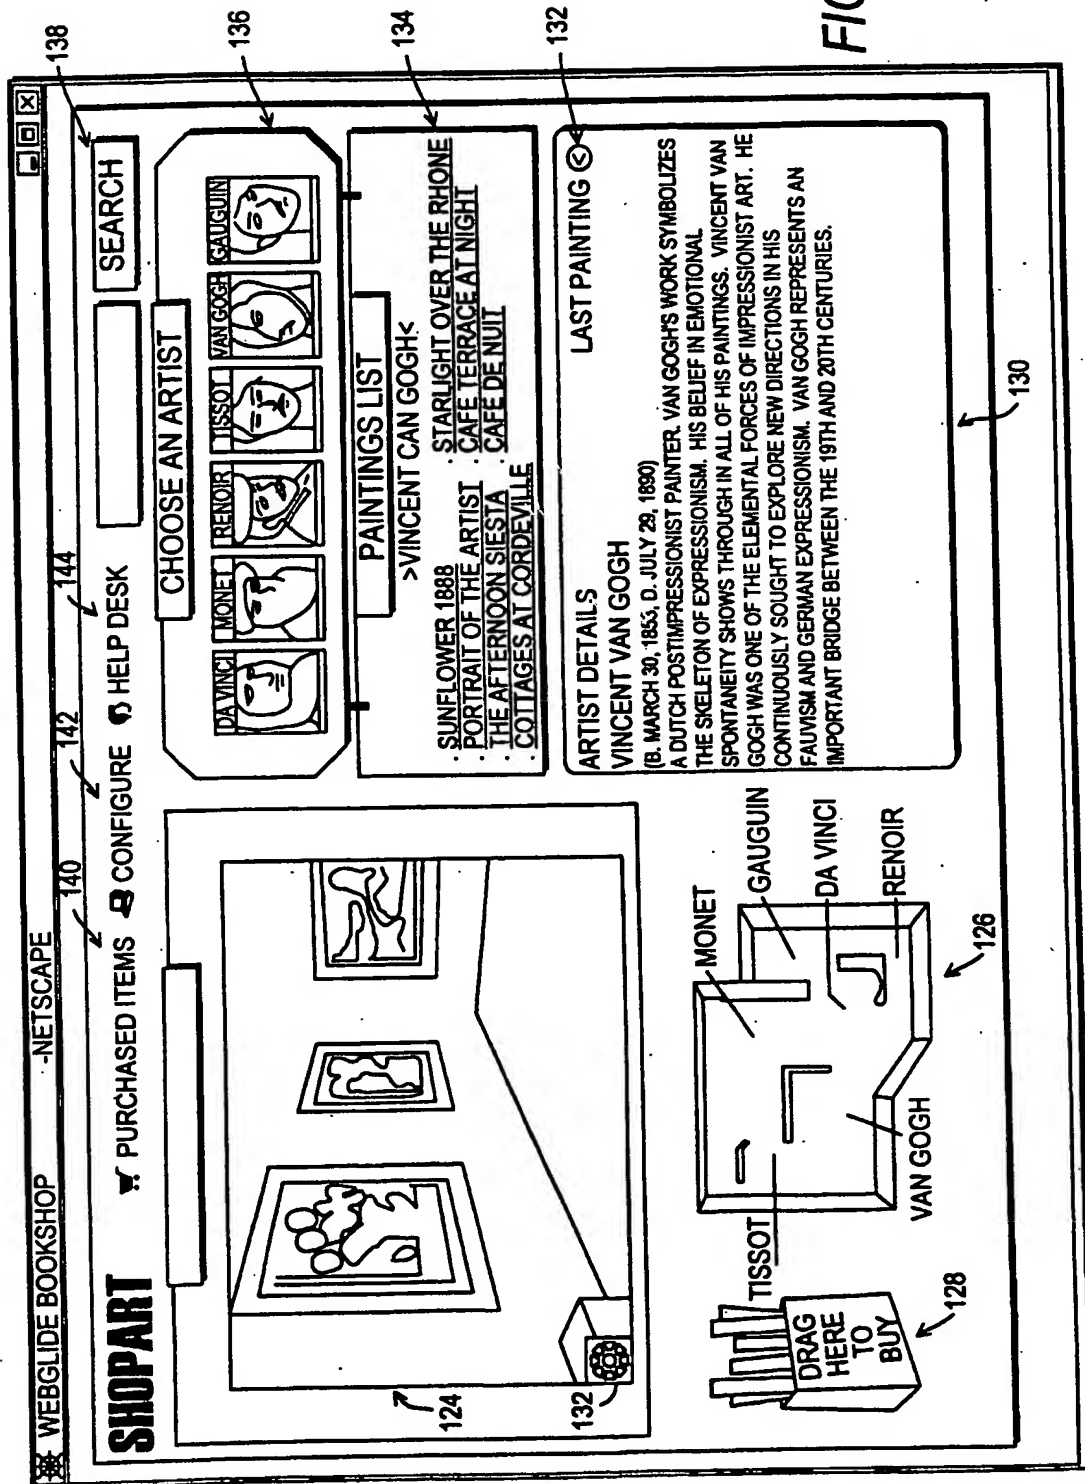 WEBGLIDE BOOKSHOP -NETSCAPE
SHOPART
PURCHASED ITEMS
CONFIGURE
HELP DESK
SEARCH
140
142
144
138
CHOOSE AN ARTIST
DA VINCI
MONET
RENOIR
TISSOT
VAN GOGH
GAUGUIN
136
PAINTINGS LIST
>VINCENT CAN GOGH<
· SUNFLOWER 1888
· PORTRAIT OF THE ARTIST
· THE AFTERNOON SIESTA
· COTTAGES AT CORDEVILLE
· STARLIGHT OVER THE RHONE
· CAFE TERRACE AT NIGHT
· CAFE DE NUIT
134
ARTIST DETAILS
LAST PAINTING <
132
VINCENT VAN GOGH
(B. MARCH 30, 1853, D. JULY 29, 1890)
A DUTCH POSTIMPRESSIONIST PAINTER. VAN GOGH'S WORK SYMBOLIZES
THE SKELETON OF EXPRESSIONISM. HIS BELIEF IN EMOTIONAL
SPONTANEITY SHOWS THROUGH IN ALL OF HIS PAINTINGS. VINCENT VAN
GOGH WAS ONE OF THE ELEMENTAL FORCES OF IMPRESSIONIST ART. HE
CONTINUOUSLY SOUGHT TO EXPLORE NEW DIRECTIONS IN HIS
FAUVISM AND GERMAN EXPRESSIONISM. VAN GOGH REPRESENTS AN
IMPORTANT BRIDGE BETWEEN THE 19TH AND 20TH CENTURIES.
130
124
132
DRAG
HERE
TO
BUY
128
TISSOT
VAN GOGH
MONET
GAUGUIN
DA VINCI
RENOIR
126